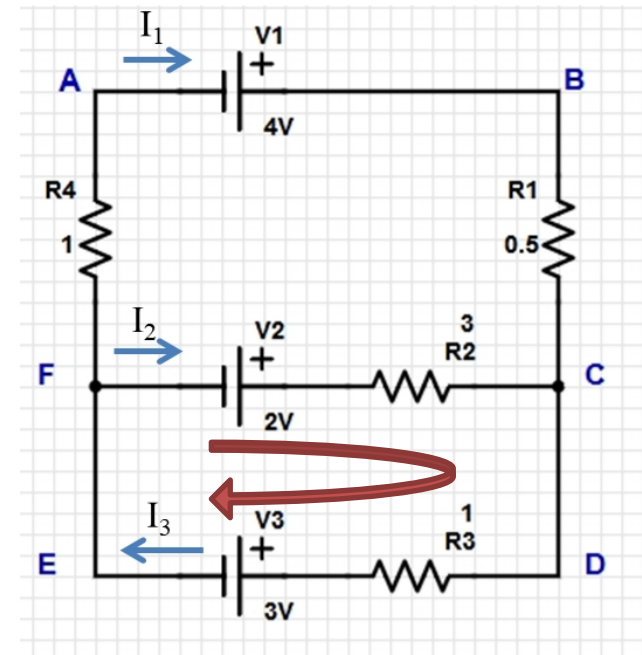 I₁
V1
+
A
B
4V
R4
R1
1
0.5
I₂
V2
+
3
R2
F
C
2V
I₃
V3
+
1
R3
E
D
3V